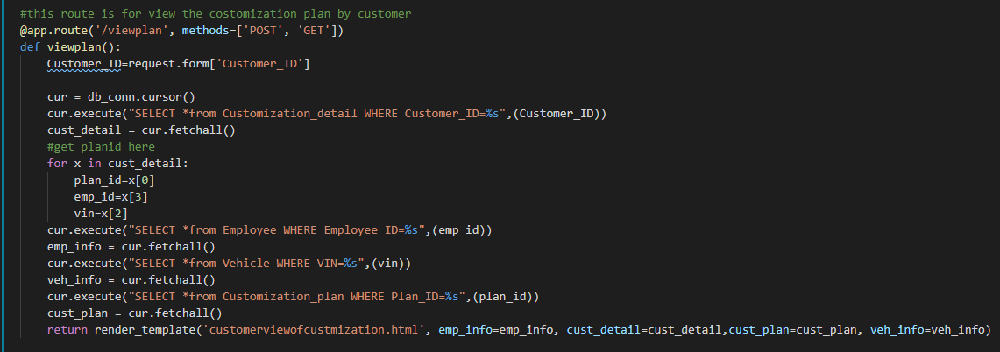 #this route is for view the costomization plan by customer
@app.route('/viewplan', methods=['POST', 'GET'])
def viewplan():
    Customer_ID=request.form['Customer_ID']

    cur = db_conn.cursor()
    cur.execute("SELECT *from Customization_detail WHERE Customer_ID=%s",(Customer_ID))
    cust_detail = cur.fetchall()
    #get planid here
    for x in cust_detail:
        plan_id=x[0]
        emp_id=x[3]
        vin=x[2]
    cur.execute("SELECT *from Employee WHERE Employee_ID=%s",(emp_id))
    emp_info = cur.fetchall()
    cur.execute("SELECT *from Vehicle WHERE VIN=%s",(vin))
    veh_info = cur.fetchall()
    cur.execute("SELECT *from Customization_plan WHERE Plan_ID=%s",(plan_id))
    cust_plan = cur.fetchall()
    return render_template('customerviewofcustmization.html', emp_info=emp_info, cust_detail=cust_detail,cust_plan=cust_plan, veh_info=veh_info)